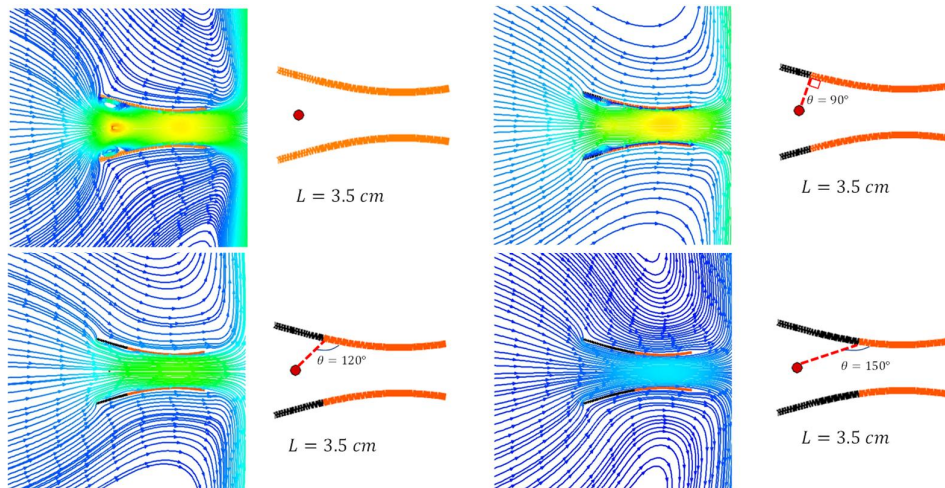 L = 3.5 cm
θ = 90°
L = 3.5 cm
θ = 120°
L = 3.5 cm
θ = 150°
L = 3.5 cm